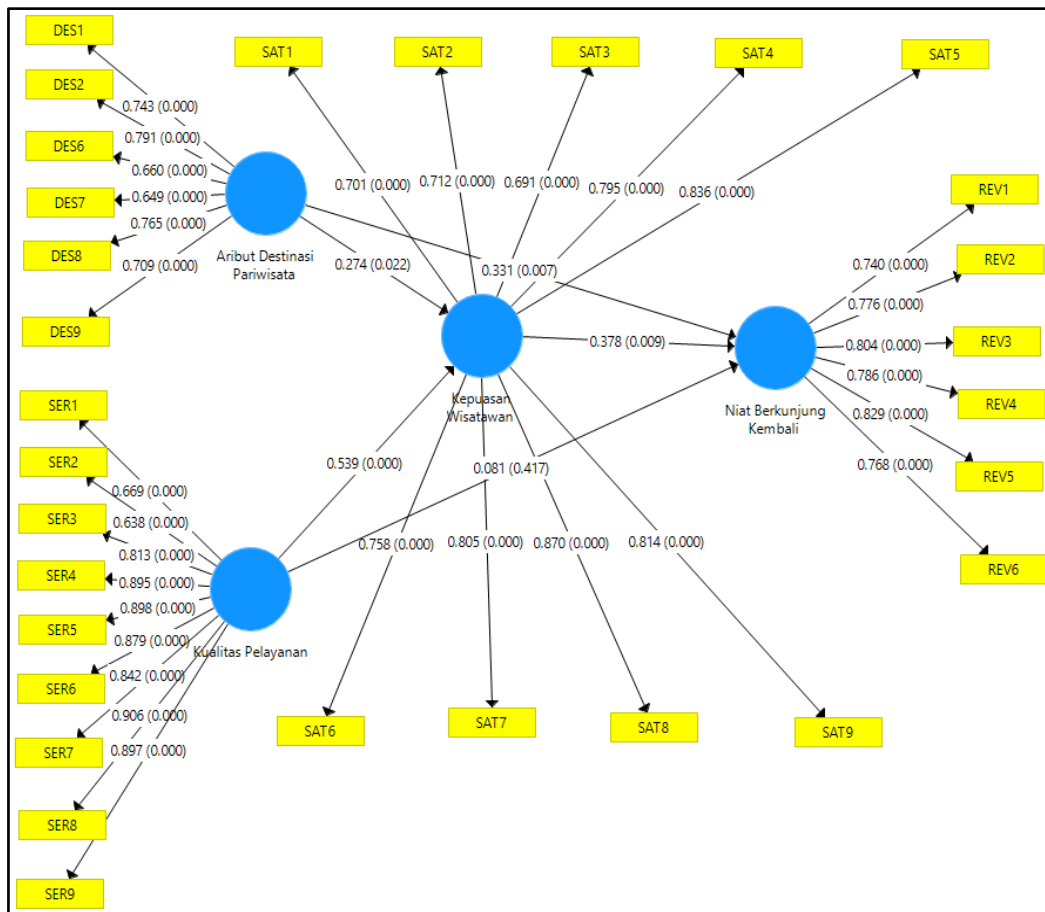 DES1
DES2
DES6
DES7
DES8
DES9
0.743 (0.000)
0.791 (0.000)
0.660 (0.000)
0.649 (0.000)
0.765 (0.000)
0.709 (0.000)
Aribut Destinasi
Pariwisata
SAT1
SAT2
SAT3
SAT4
SAT5
0.701 (0.000)
0.712 (0.000)
0.691 (0.000)
0.795 (0.000)
0.836 (0.000)
0.274 (0.022)
0.331 (0.007)
0.378 (0.009)
Kepuasan
Wisatawan
REV1
REV2
REV3
REV4
REV5
REV6
0.740 (0.000)
0.776 (0.000)
0.804 (0.000)
0.786 (0.000)
0.829 (0.000)
0.768 (0.000)
Niat Berkunjung
Kembali
SER1
SER2
SER3
SER4
SER5
SER6
SER7
SER8
SER9
0.669 (0.000)
0.638 (0.000)
0.813 (0.000)
0.895 (0.000)
0.898 (0.000)
0.879 (0.000)
0.842 (0.000)
0.906 (0.000)
0.897 (0.000)
Kualitas Pelayanan
0.539 (0.000)
0.081 (0.417)
0.758 (0.000)
0.805 (0.000)
0.870 (0.000)
0.814 (0.000)
SAT6
SAT7
SAT8
SAT9